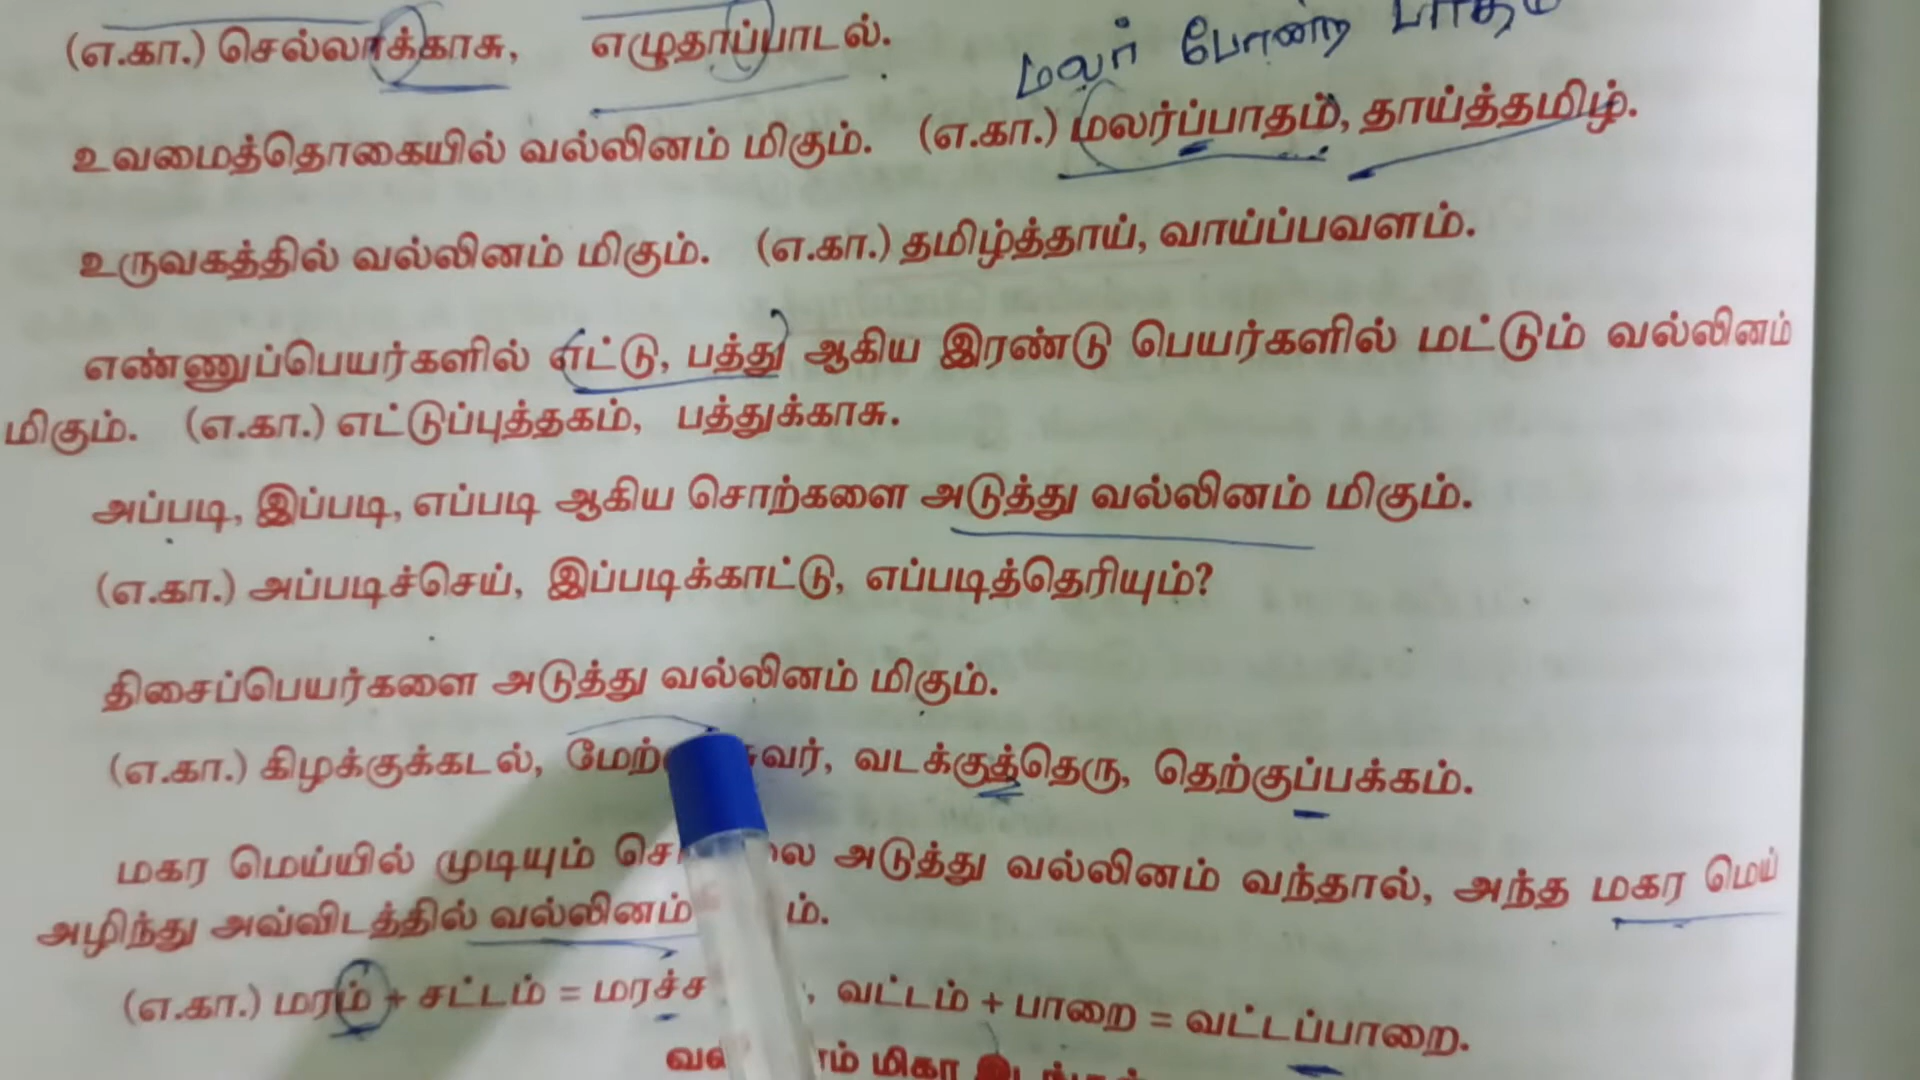 (எ.கா.) செல்லாக்காசு, எழுதாப்பாடல்.
மலர் போன்ற பாதம்
உவமைத்தொகையில் வல்லினம் மிகும். (எ.கா.) மலர்ப்பாதம், தாய்த்தமிழ்.
உருவகத்தில் வல்லினம் மிகும். (எ.கா.) தமிழ்த்தாய், வாய்ப்பவளம்.
எண்ணுப்பெயர்களில் எட்டு, பத்து ஆகிய இரண்டு பெயர்களில் மட்டும் வல்லினம்
மிகும். (எ.கா.) எட்டுப்புத்தகம், பத்துக்காசு.
அப்படி, இப்படி, எப்படி ஆகிய சொற்களை அடுத்து வல்லினம் மிகும்.
(எ.கா.) அப்படிச்செய், இப்படிக்காட்டு, எப்படித்தெரியும்?
திசைப்பெயர்களை அடுத்து வல்லினம் மிகும்.
(எ.கா.) கிழக்குக்கடல், வடக்குத்தெரு, தெற்குப்பக்கம்.
மகர மெய்யில் முடியும் அடுத்து வல்லினம் வந்தால், அந்த மகர மெய்
அழிந்து அவ்விடத்தில் வல்லினம்
(எ.கா.) மரம் + சட்டம் = மரச்ச , வட்டம் + பாறை = வட்டப்பாறை.
மிகா